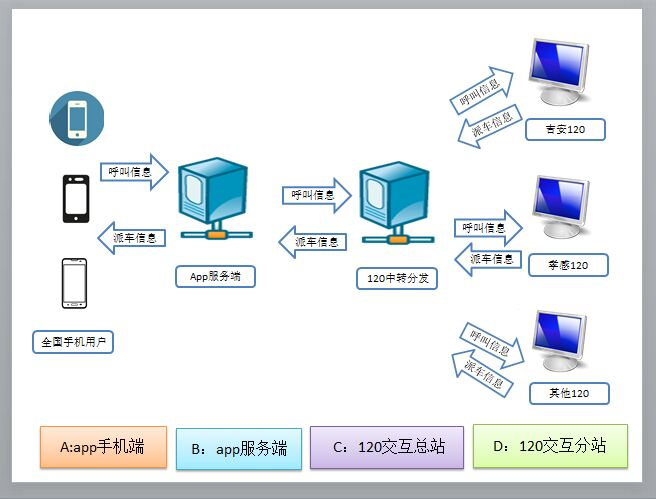 呼叫信息
派车信息
吉安120
呼叫信息
派车信息
App服务端
呼叫信息
派车信息
120中转分发
呼叫信息
派车信息
孝感120
全国手机用户
呼叫信息
派车信息
其他120
A:app手机端
B：app服务端
C：120交互总站
D：120交互分站